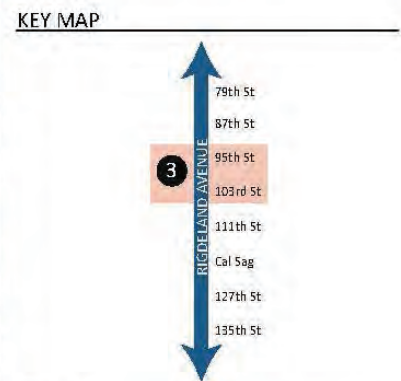 KEY MAP
79th St
87th St
95th St
3
103rd St
RIGDELAND AVENUE
111th St
Cal Sag
127th St
135th St